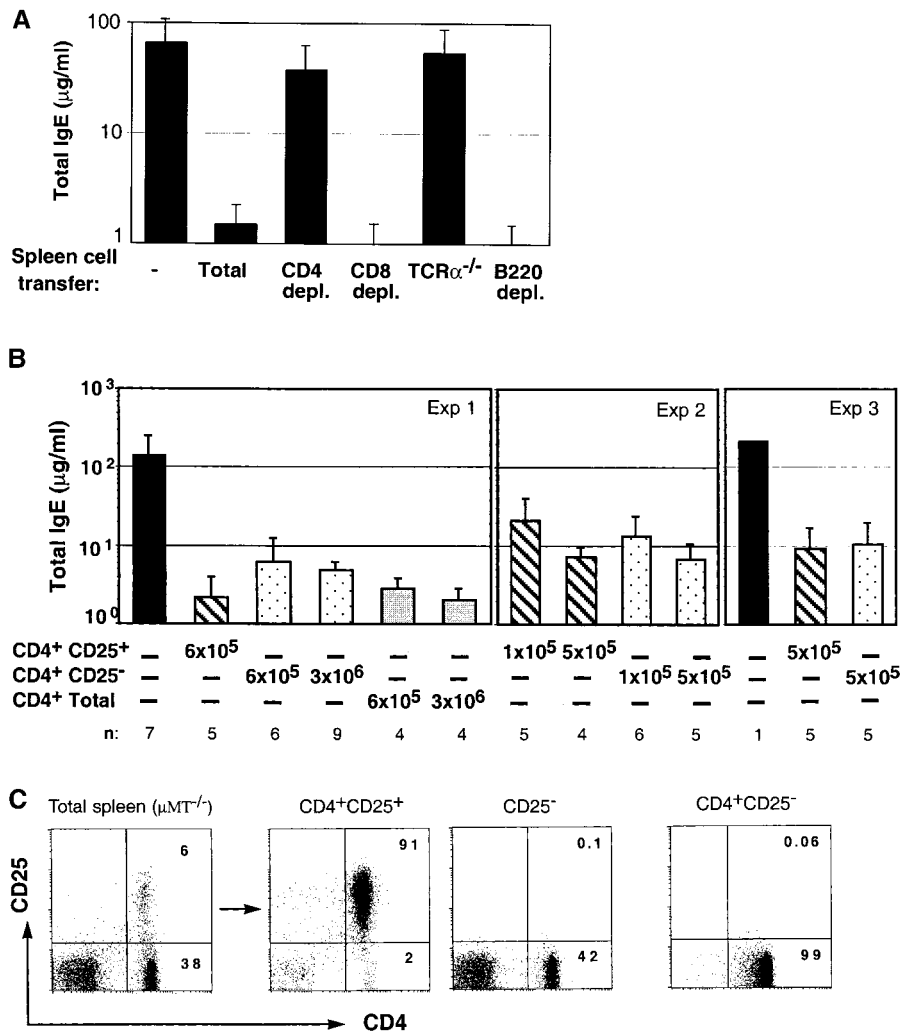 A
Total IgE (µg/ml)
100
10
1
Spleen cell transfer:
- Total CD4 depl. CD8 depl. TCRα-/- B220 depl.
B
Total IgE (µg/ml)
10³
10²
10¹
10⁰
Exp 1
Exp 2
Exp 3
CD4⁺ CD25⁺ – 6x10⁵ – – – – 1x10⁵ 5x10⁵ – – – 5x10⁵ –
CD4⁺ CD25⁻ – – 6x10⁵ 3x10⁶ – – – – 1x10⁵ 5x10⁵ – – 5x10⁵
CD4⁺ Total – – – – 6x10⁵ 3x10⁶ – – – – – – –
n: 7 5 6 9 4 4 5 4 6 5 1 5 5
C
Total spleen (µMT-/-)
CD4⁺CD25⁺
CD25⁻
CD4⁺CD25⁻
CD25
6
38
91
2
0.1
42
0.06
99
CD4